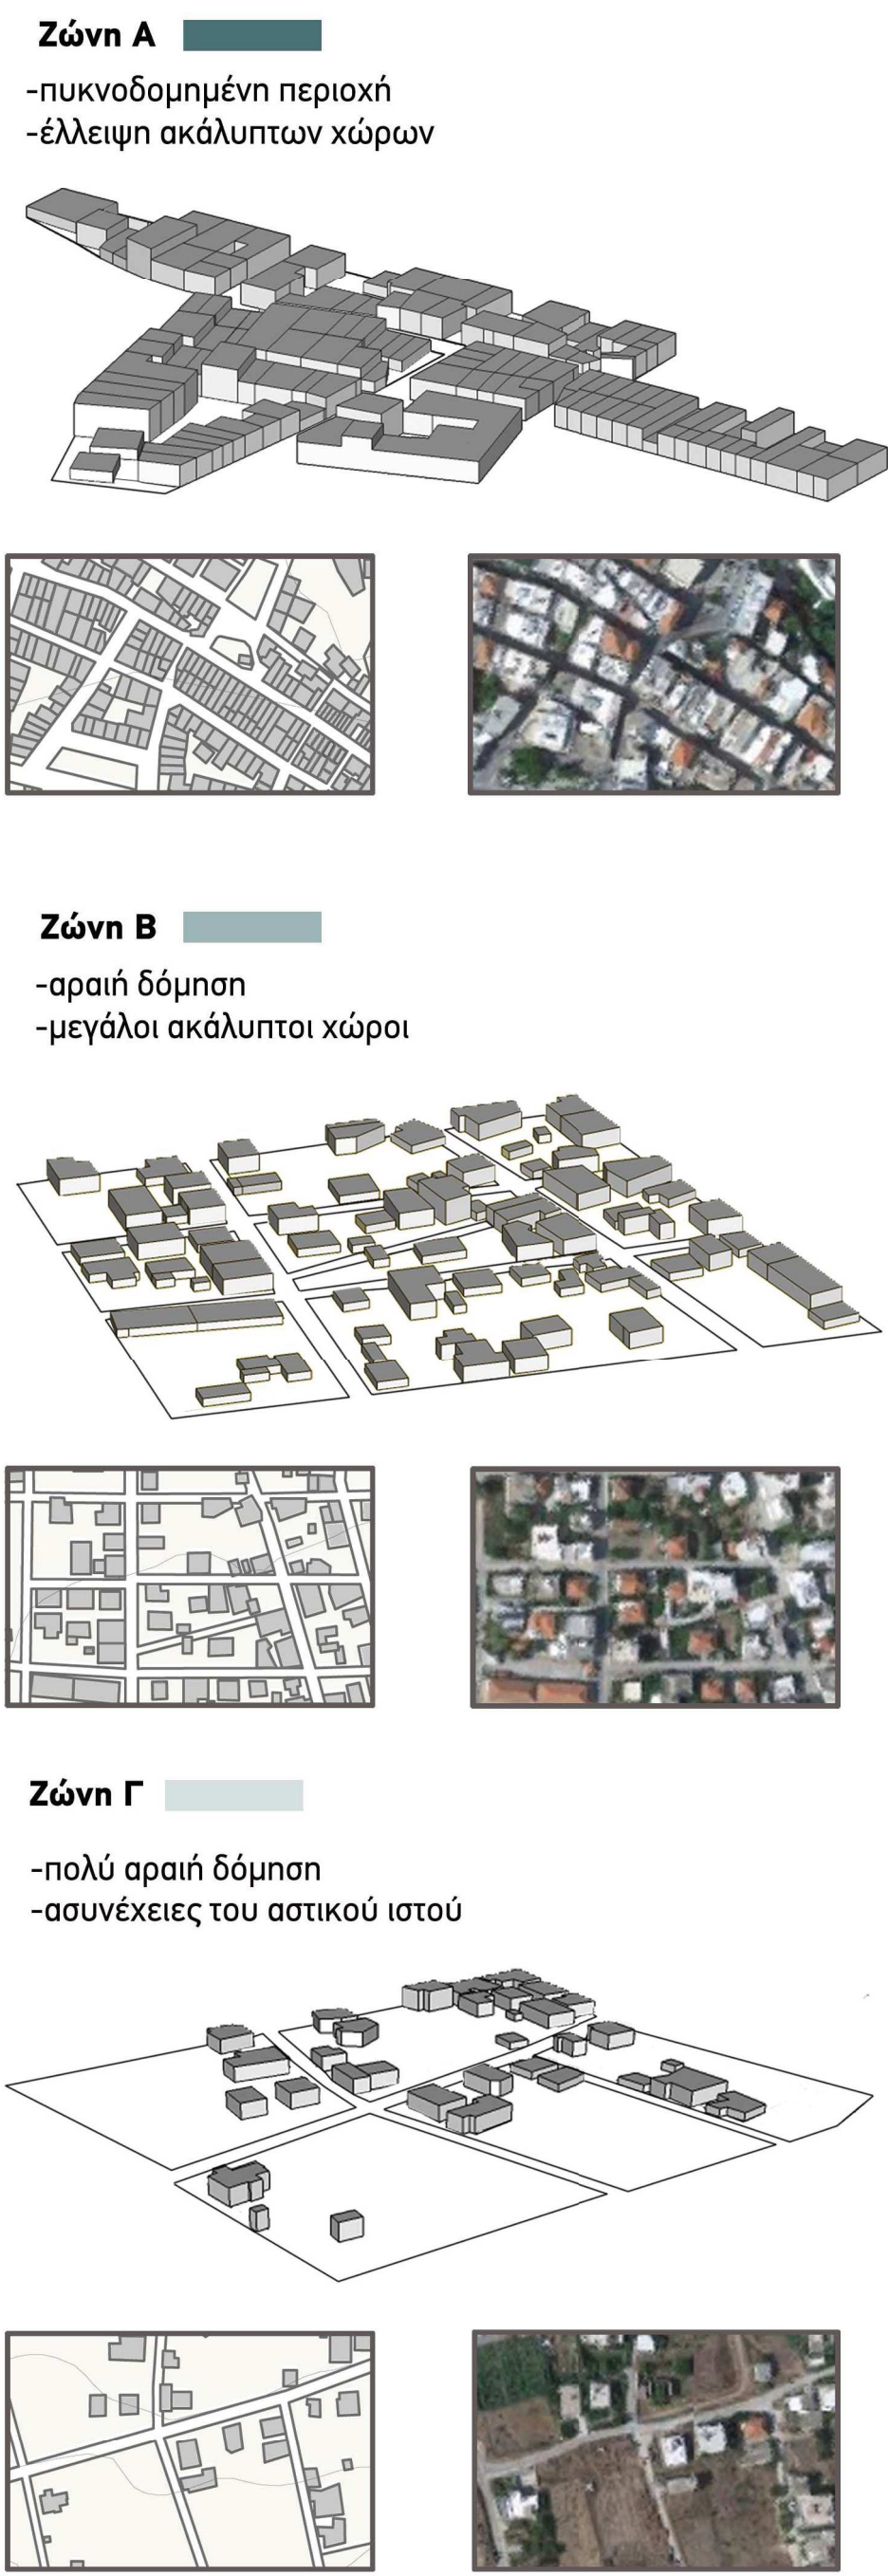 Ζώνη Α
-πυκνοδομημένη περιοχή
-έλλειψη ακάλυπτων χώρων
Ζώνη Β
-αραιή δόμηση
-μεγάλοι ακάλυπτοι χώροι
Ζώνη Γ
-πολύ αραιή δόμηση
-ασυνέχειες του αστικού ιστού